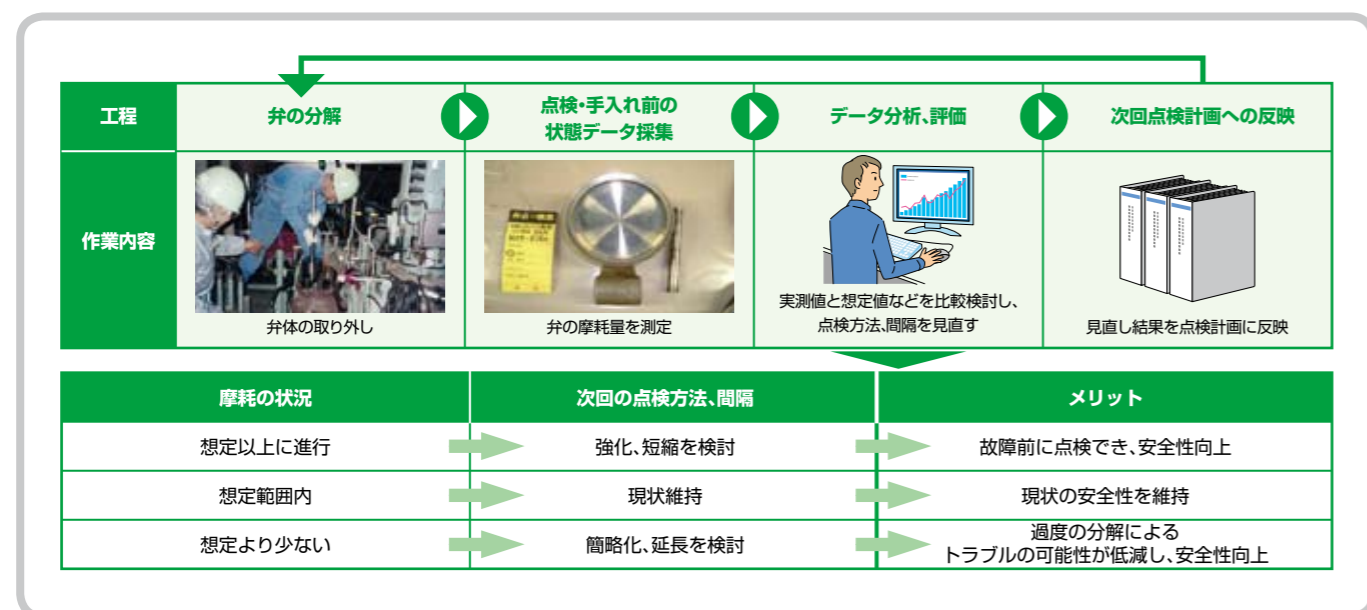 工程
弁の分解
点検・手入れ前の
状態データ採集
データ分析、評価
次回点検計画への反映
作業内容
弁体の取り外し
弁の摩耗量を測定
実測値と想定値などを比較検討し、
点検方法、間隔を見直す
見直し結果を点検計画に反映
摩耗の状況
次回の点検方法、間隔
メリット
想定以上に進行
強化、短縮を検討
故障前に点検でき、安全性向上
想定範囲内
現状維持
現状の安全性を維持
想定より少ない
簡略化、延長を検討
過度の分解による
トラブルの可能性が低減し、安全性向上